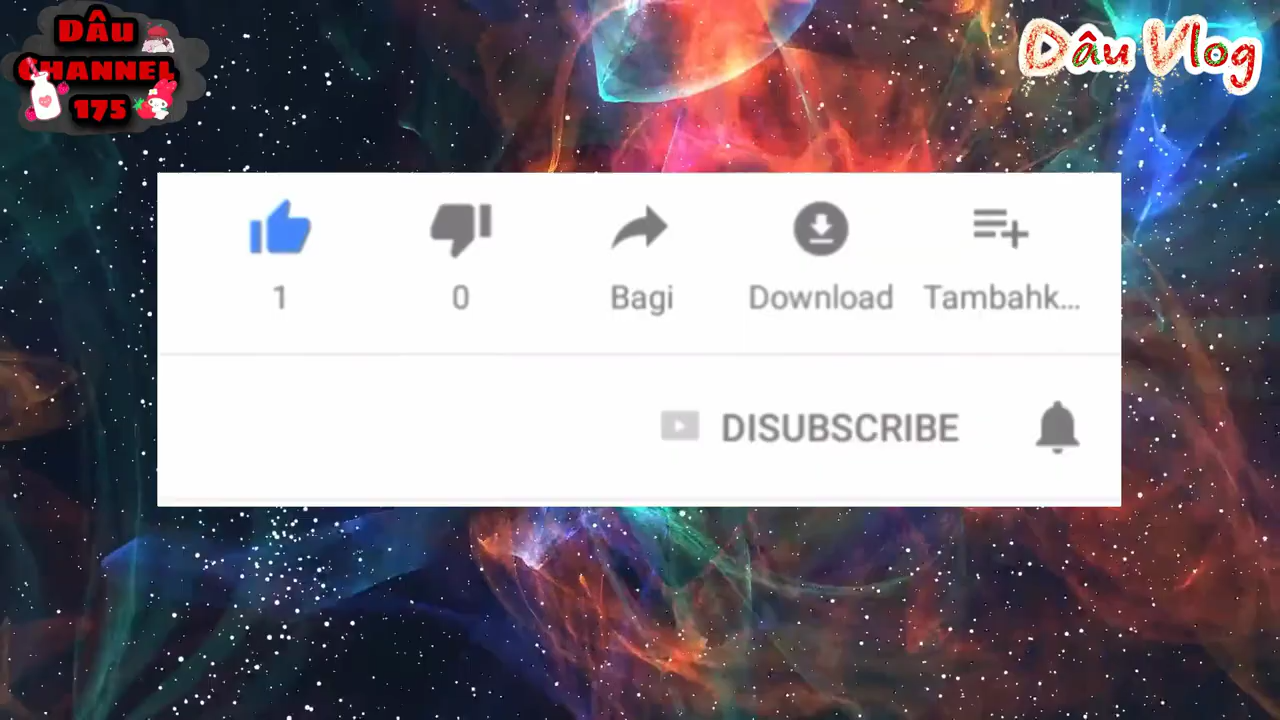 Dâu
CHANNEL
175
Dâu Vlog
1
0
Bagi
Download
Tambahk...
DISUBSCRIBE